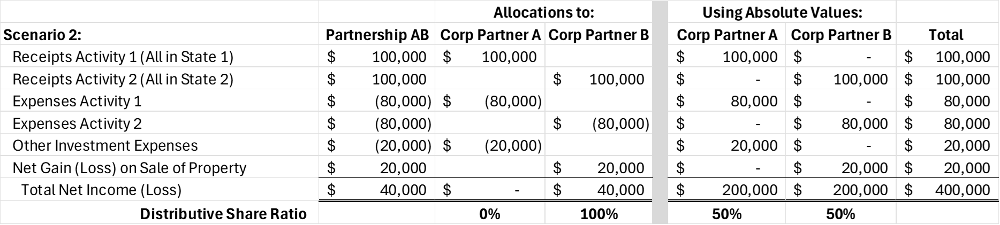 Allocations to: Using Absolute Values:
Scenario 2: Partnership AB Corp Partner A Corp Partner B Corp Partner A Corp Partner B Total
Receipts Activity 1 (All in State 1) $ 100,000 $ 100,000 $ 100,000 $ - $ 100,000
Receipts Activity 2 (All in State 2) $ 100,000 $ 100,000 $ - $ 100,000 $ 100,000
Expenses Activity 1 $ (80,000) $ (80,000) $ 80,000 $ - $ 80,000
Expenses Activity 2 $ (80,000) $ (80,000) $ - $ 80,000 $ 80,000
Other Investment Expenses $ (20,000) $ (20,000) $ 20,000 $ - $ 20,000
Net Gain (Loss) on Sale of Property $ 20,000 $ 20,000 $ - $ 20,000 $ 20,000
Total Net Income (Loss) $ 40,000 $ - $ 40,000 $ 200,000 $ 200,000 $ 400,000
Distributive Share Ratio 0% 100% 50% 50%